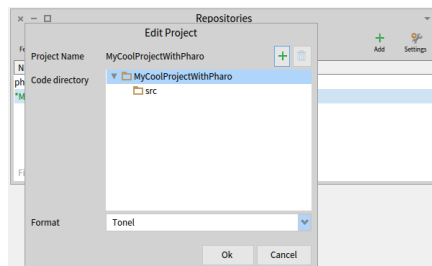 Repositories
Edit Project
Project Name MyCoolProjectWithPharo
Add Settings
Code directory MyCoolProjectWithPharo
src
Format Tonel
Ok Cancel